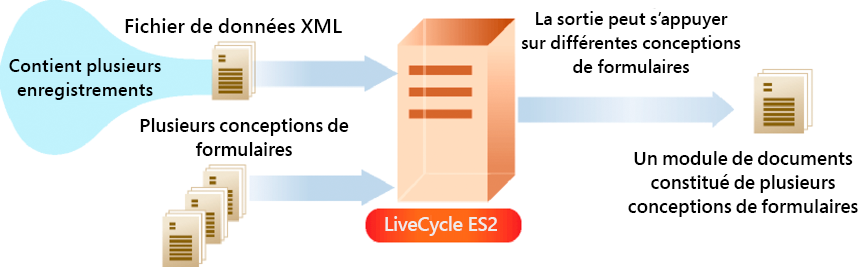 Fichier de données XML
Contient plusieurs
enregistrements
Plusieurs conceptions de
formulaires
LiveCycle ES2
La sortie peut s’appuyer
sur différentes conceptions
de formulaires
Un module de documents
constitué de plusieurs
conceptions de formulaires